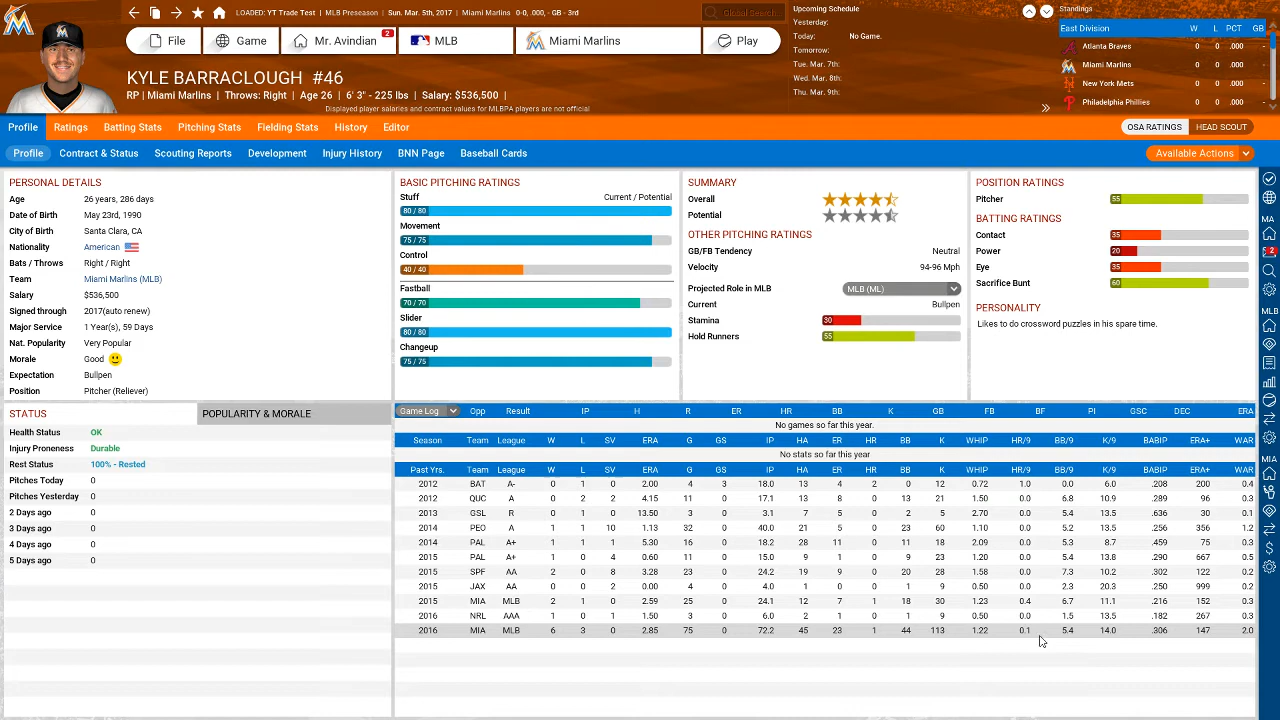 LOADED: YT Trade Test | MLB Preseason | Sun. Mar. 5th, 2017 | Miami Marlins 0-0, .000, - GB - 3rd
Global Search...
File Game Mr. Avindian 2 MLB Miami Marlins Play
KYLE BARRACLOUGH #46
RP | Miami Marlins | Throws: Right | Age 26 | 6' 3" - 225 lbs | Salary: $536,500 |
Displayed player salaries and contract values for MLBPA players are not official
Upcoming Schedule
Yesterday:
Today: No Game.
Tomorrow:
Tue. Mar. 7th:
Wed. Mar. 8th:
Thu. Mar. 9th:
Standings
East Division W L PCT GB
Atlanta Braves 0 0 .000 -
Miami Marlins 0 0 .000 -
New York Mets 0 0 .000 -
Philadelphia Phillies 0 0 .000 -
Profile Ratings Batting Stats Pitching Stats Fielding Stats History Editor
OSA RATINGS HEAD SCOUT
Profile Contract & Status Scouting Reports Development Injury History BNN Page Baseball Cards
Available Actions
PERSONAL DETAILS
Age 26 years, 286 days
Date of Birth May 23rd, 1990
City of Birth Santa Clara, CA
Nationality American
Bats / Throws Right / Right
Team Miami Marlins (MLB)
Salary $536,500
Signed through 2017(auto renew)
Major Service 1 Year(s), 59 Days
Nat. Popularity Very Popular
Morale Good
Expectation Bullpen
Position Pitcher (Reliever)
BASIC PITCHING RATINGS
Stuff Current / Potential
80 / 80
Movement
75 / 75
Control
40 / 40
Fastball
70 / 70
Slider
80 / 80
Changeup
75 / 75
SUMMARY
Overall
Potential
OTHER PITCHING RATINGS
GB/FB Tendency Neutral
Velocity 94-96 Mph
Projected Role in MLB MLB (ML)
Current Bullpen
Stamina 30
Hold Runners 55
POSITION RATINGS
Pitcher 55
BATTING RATINGS
Contact 35
Power 20
Eye 35
Sacrifice Bunt 60
PERSONALITY
Likes to do crossword puzzles in his spare time.
MA
2
MLB
MIA
STATUS POPULARITY & MORALE
Health Status OK
Injury Proneness Durable
Rest Status 100% - Rested
Pitches Today 0
Pitches Yesterday 0
2 Days ago 0
3 Days ago 0
4 Days ago 0
5 Days ago 0
Game Log Opp Result IP H R ER HR BB K GB FB BF PI GSC DEC ERA
No games so far this year.
Season Team League W L SV ERA G GS IP HA ER HR BB K WHIP HR/9 BB/9 K/9 BABIP ERA+ WAR
No stats so far this year
Past Yrs. Team League W L SV ERA G GS IP HA ER HR BB K WHIP HR/9 BB/9 K/9 BABIP ERA+ WAR
2012 BAT A- 0 1 0 2.00 4 3 18.0 13 4 2 0 12 0.72 1.0 0.0 6.0 .208 200 0.4
2012 QUC A 0 2 2 4.15 11 0 17.1 13 8 0 13 21 1.50 0.0 6.8 10.9 .289 96 0.3
2013 GSL R 0 1 0 13.50 3 0 3.1 7 5 0 2 5 2.70 0.0 5.4 13.5 .636 30 0.1
2014 PEO A 1 1 10 1.13 32 0 40.0 21 5 0 23 60 1.10 0.0 5.2 13.5 .256 356 1.2
2014 PAL A+ 1 1 1 5.30 16 0 18.2 28 11 0 11 18 2.09 0.0 5.3 8.7 .459 75 0.3
2015 PAL A+ 1 0 4 0.60 11 0 15.0 9 1 0 9 23 1.20 0.0 5.4 13.8 .290 667 0.5
2015 SPF AA 2 0 8 3.28 23 0 24.2 19 9 0 20 28 1.58 0.0 7.3 10.2 .302 122 0.2
2015 JAX AA 0 0 2 0.00 4 0 4.0 1 0 0 1 9 0.50 0.0 2.3 20.3 .250 999 0.2
2015 MIA MLB 2 1 0 2.59 25 0 24.1 12 7 1 18 30 1.23 0.4 6.7 11.1 .216 152 0.3
2016 NRL AAA 0 1 0 1.50 3 0 6.0 2 1 0 1 9 0.50 0.0 1.5 13.5 .182 267 0.3
2016 MIA MLB 6 3 0 2.85 75 0 72.2 45 23 1 44 113 1.22 0.1 5.4 14.0 .306 147 2.0